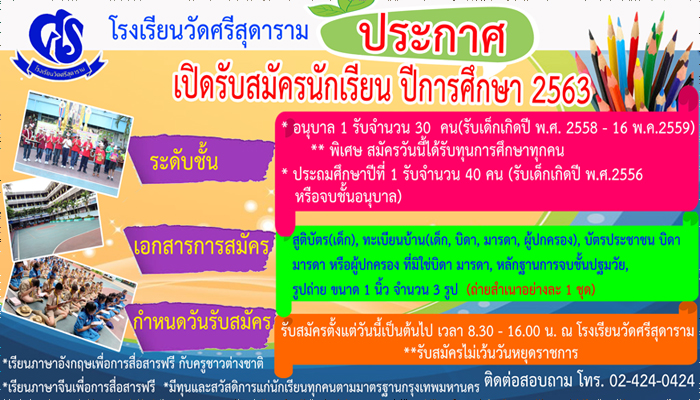 โรงเรียนวัดศรีสุดาราม
ประกาศ
โรงเรียนวัดศรีสุดาราม
เปิดรับสมัครนักเรียน ปีการศึกษา 2563
ระดับชั้น
* อนุบาล 1 รับจำนวน 30 คน(รับเด็กเกิดปี พ.ศ. 2558 - 16 พ.ค.2559)
** พิเศษ สมัครวันนี้ได้รับทุนการศึกษาทุกคน
* ประถมศึกษาปีที่ 1 รับจำนวน 40 คน (รับเด็กเกิดปี พ.ศ.2556
หรือจบชั้นอนุบาล)
เอกสารการสมัคร
สูติบัตร(เด็ก), ทะเบียนบ้าน(เด็ก, บิดา, มารดา, ผู้ปกครอง), บัตรประชาชน บิดา
มารดา หรือผู้ปกครอง ที่มิใช่บิดา มารดา, หลักฐานการจบชั้นปฐมวัย,
รูปถ่าย ขนาด 1 นิ้ว จำนวน 3 รูป (ถ่ายสำเนาอย่างละ 1 ชุด)
กำหนดวันรับสมัคร
รับสมัครตั้งแต่วันนี้เป็นต้นไป เวลา 8.30 - 16.00 น. ณ โรงเรียนวัดศรีสุดาราม
**รับสมัครไม่เว้นวันหยุดราชการ
*เรียนภาษาอังกฤษเพื่อการสื่อสารฟรี กับครูชาวต่างชาติ
*เรียนภาษาจีนเพื่อการสื่อสารฟรี *มีทุนและสวัสดิการแก่นักเรียนทุกคนตามมาตรฐานกรุงเทพมหานคร ติดต่อสอบถาม โทร. 02-424-0424